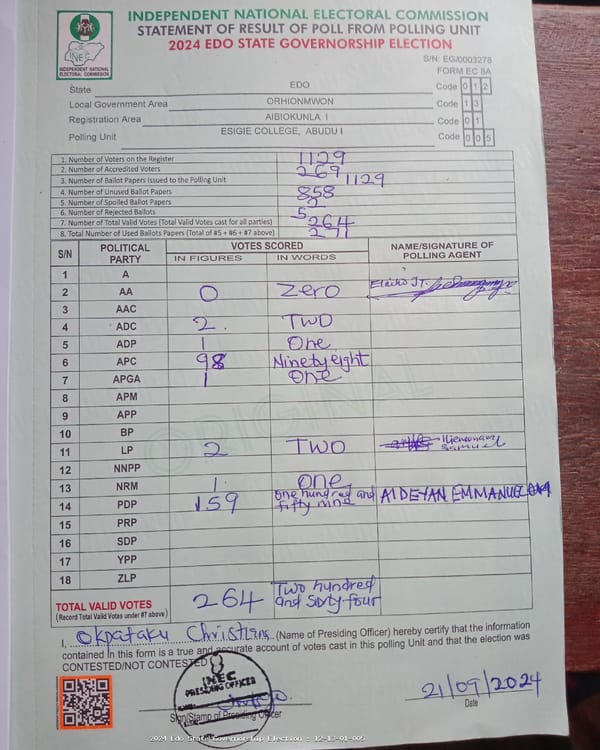 INDEPENDENT NATIONAL ELECTORAL COMMISSION
STATEMENT OF RESULT OF POLL FROM POLLING UNIT
2024 EDO STATE GOVERNORSHIP ELECTION
INEC
INDEPENDENT NATIONAL ELECTORAL COMMISSION
S/N: EG/0003278
FORM EC 8A
State EDO Code 0 1 2
Local Government Area ORHIONMWON Code 1 3
Registration Area AIBIOKUNLA I Code 0 1
Polling Unit ESIGIE COLLEGE, ABUDU I Code 0 0 5
1. Number of Voters on the Register 1129
2. Number of Accredited Voters 269
3. Number of Ballot Papers Issued to the Polling Unit 1129
4. Number of Unused Ballot Papers 858
5. Number of Spoiled Ballot Papers 2
6. Number of Rejected Ballots 5
7. Number of Total Valid Votes (Total Valid Votes cast for all parties) 264
8. Total Number of Used Ballots Papers (Total of #5 + #6 + #7 above) 271
S/N POLITICAL PARTY VOTES SCORED NAME/SIGNATURE OF POLLING AGENT
IN FIGURES IN WORDS
1 A
2 AA 0 Zero
3 AAC
4 ADC 2. TWO
5 ADP 1 One
6 APC 98 Ninetyeight
7 APGA 1 One
8 APM
9 APP
10 BP
11 LP 2 TWO Samuel
12 NNPP
13 NRM 1. ONE
14 PDP 159 One hundred and fifty nine AIDEYAN EMMANUEL
15 PRP
16 SDP
17 YPP
18 ZLP
ORIGINAL
TOTAL VALID VOTES 264 Two hundred and Sixty-four
(Record Total Valid Votes under #7 above)
I, Okpataku Christian (Name of Presiding Officer) hereby certify that the information
contained In this form is a true and accurate account of votes cast in this polling Unit and that the election was
CONTESTED/NOT CONTESTED
INEC
PRESIDING OFFICER
21/09/2024
Sign/Stamp of Presiding Officer
Date
2024 Edo State Governorship Election - 12-13-01-005